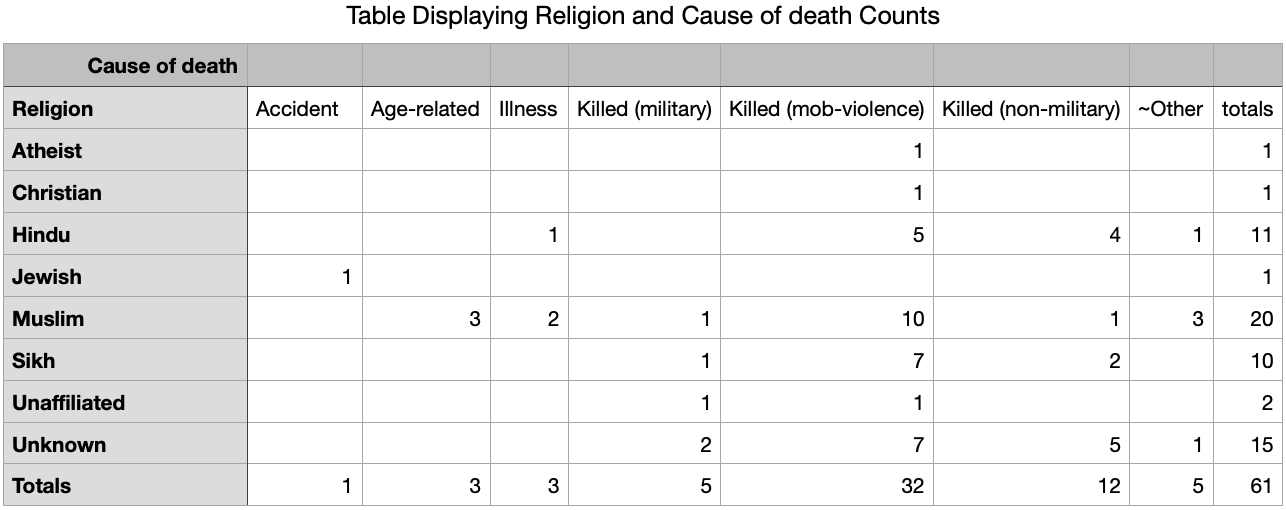 Table Displaying Religion and Cause of death Counts
Cause of death
Religion Accident Age-related Illness Killed (military) Killed (mob-violence) Killed (non-military) ~Other totals
Atheist 1 1
Christian 1 1
Hindu 1 5 4 1 11
Jewish 1 1
Muslim 3 2 1 10 1 3 20
Sikh 1 7 2 10
Unaffiliated 1 1 2
Unknown 2 7 5 1 15
Totals 1 3 3 5 32 12 5 61